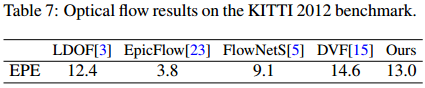 Table 7: Optical flow results on the KITTI 2012 benchmark.
LDOF[3] EpicFlow[23] FlowNetS[5] DVF[15] Ours
EPE 12.4 3.8 9.1 14.6 13.0